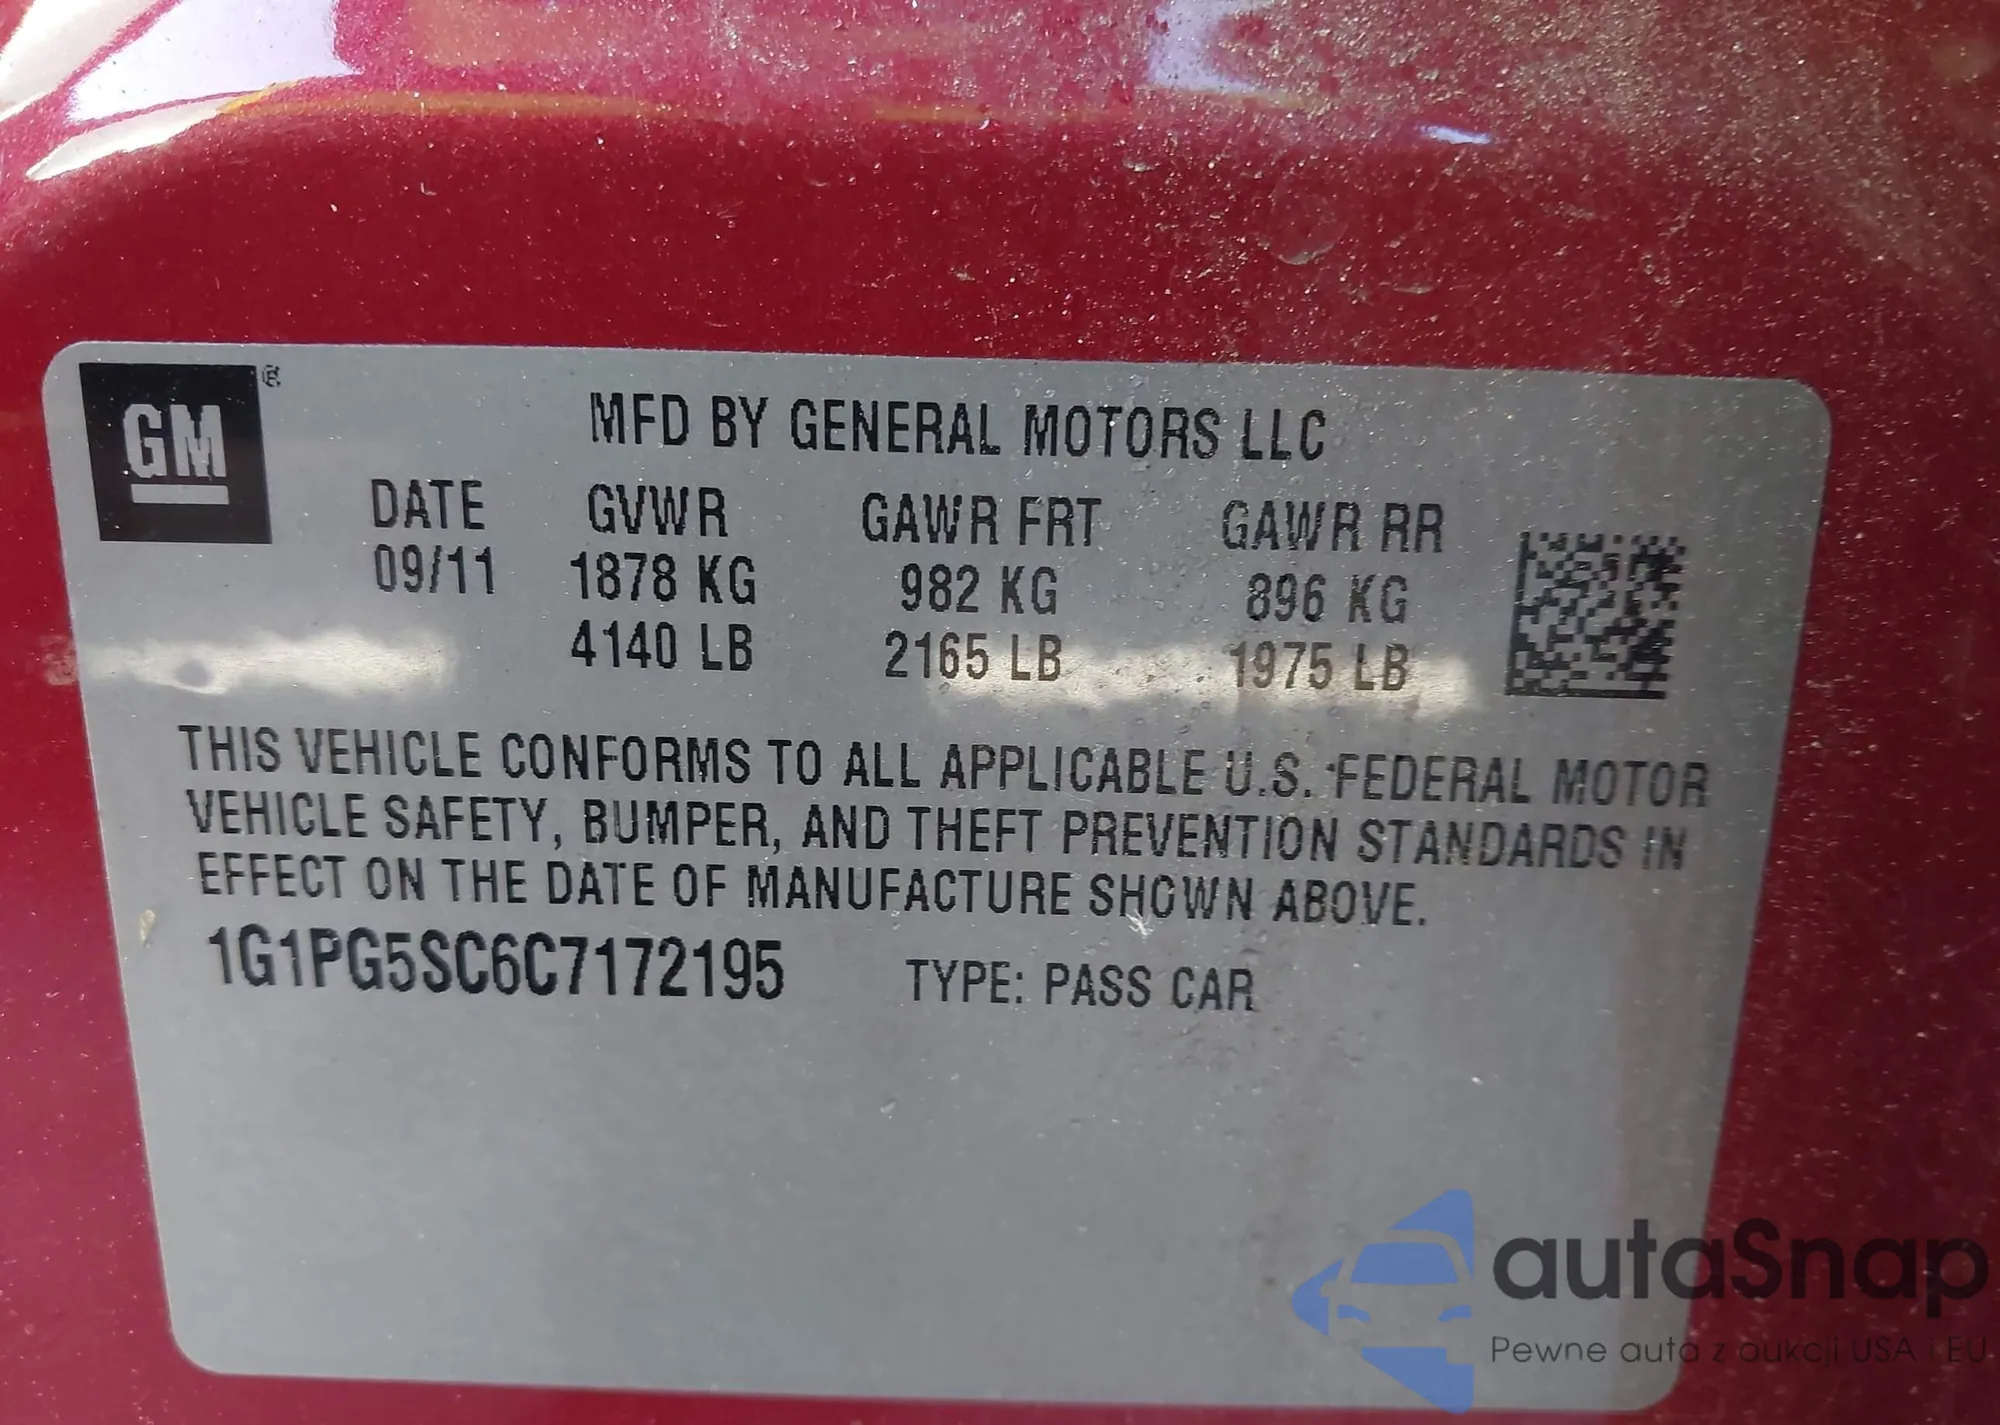 GM ®
MFD BY GENERAL MOTORS LLC
DATE GVWR GAWR FRT GAWR RR
09/11 1878 KG 982 KG 896 KG
4140 LB 2165 LB 1975 LB
THIS VEHICLE CONFORMS TO ALL APPLICABLE U.S. FEDERAL MOTOR
VEHICLE SAFETY, BUMPER, AND THEFT PREVENTION STANDARDS IN
EFFECT ON THE DATE OF MANUFACTURE SHOWN ABOVE.
1G1PG5SC6C7172195 TYPE: PASS CAR
autaSnap
Pewne auta z aukcji USA i EU